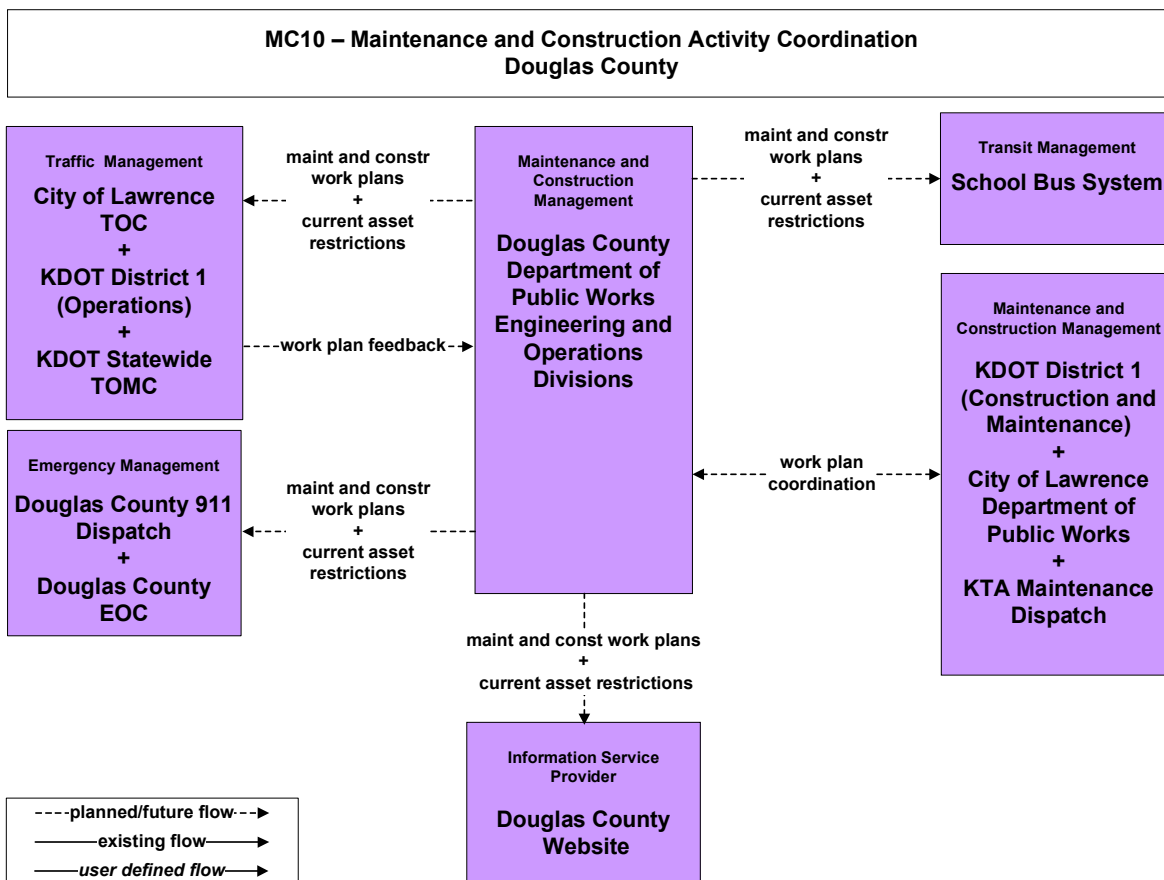 MC10 – Maintenance and Construction Activity Coordination
Douglas County
Traffic Management
City of Lawrence
TOC
+
KDOT District 1
(Operations)
+
KDOT Statewide
TOMC
maint and constr
work plans
+
current asset
restrictions
work plan feedback
Emergency Management
Douglas County 911
Dispatch
+
Douglas County
EOC
maint and constr
work plans
+
current asset
restrictions
Maintenance and
Construction
Management
Douglas County
Department of
Public Works
Engineering and
Operations
Divisions
maint and constr
work plans
+
current asset
restrictions
Transit Management
School Bus System
work plan
coordination
Maintenance and
Construction Management
KDOT District 1
(Construction and
Maintenance)
+
City of Lawrence
Department of
Public Works
+
KTA Maintenance
Dispatch
maint and const work plans
+
current asset restrictions
Information Service
Provider
Douglas County
Website
planned/future flow
existing flow
user defined flow